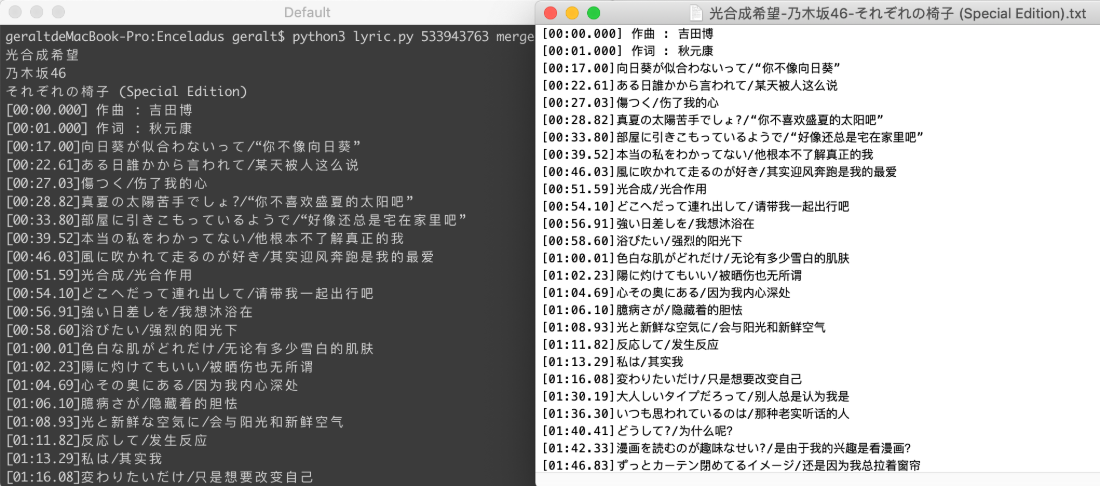 Default
geraltdeMacBook-Pro:Enceladus geralt$ python3 lyric.py 533943763 merge
光合成希望
乃木坂46
それぞれの椅子 (Special Edition)
[00:00.000] 作曲 : 吉田博
[00:01.000] 作词 : 秋元康
[00:17.00]向日葵が似合わないって/“你不像向日葵”
[00:22.61]ある日誰かから言われて/某天被人这么说
[00:27.03]傷つく/伤了我的心
[00:28.82]真夏の太陽苦手でしょ?/“你不喜欢盛夏的太阳吧”
[00:33.80]部屋に引きこもっているようで/“好像还总是宅在家里吧”
[00:39.52]本当の私をわかってない/他根本不了解真正的我
[00:46.03]風に吹かれて走るのが好き/其实迎风奔跑是我的最爱
[00:51.59]光合成/光合作用
[00:54.10]どこへだって連れ出して/请带我一起出行吧
[00:56.91]強い日差しを/我想沐浴在
[00:58.60]浴びたい/强烈的阳光下
[01:00.01]色白な肌がどれだけ/无论有多少雪白的肌肤
[01:02.23]陽に灼けてもいい/被晒伤也无所谓
[01:04.69]心その奥にある/因为我内心深处
[01:06.10]臆病さが/隐藏着的胆怯
[01:08.93]光と新鮮な空気に/会与阳光和新鲜空气
[01:11.82]反応して/发生反应
[01:13.29]私は/其实我
[01:16.08]変わりたいだけ/只是想要改变自己
光合成希望-乃木坂46-それぞれの椅子 (Special Edition).txt
[00:00.000] 作曲 : 吉田博
[00:01.000] 作词 : 秋元康
[00:17.00]向日葵が似合わないって/“你不像向日葵”
[00:22.61]ある日誰かから言われて/某天被人这么说
[00:27.03]傷つく/伤了我的心
[00:28.82]真夏の太陽苦手でしょ?/“你不喜欢盛夏的太阳吧”
[00:33.80]部屋に引きこもっているようで/“好像还总是宅在家里吧”
[00:39.52]本当の私をわかってない/他根本不了解真正的我
[00:46.03]風に吹かれて走るのが好き/其实迎风奔跑是我的最爱
[00:51.59]光合成/光合作用
[00:54.10]どこへだって連れ出して/请带我一起出行吧
[00:56.91]強い日差しを/我想沐浴在
[00:58.60]浴びたい/强烈的阳光下
[01:00.01]色白な肌がどれだけ/无论有多少雪白的肌肤
[01:02.23]陽に灼けてもいい/被晒伤也无所谓
[01:04.69]心その奥にある/因为我内心深处
[01:06.10]臆病さが/隐藏着的胆怯
[01:08.93]光と新鮮な空気に/会与阳光和新鲜空气
[01:11.82]反応して/发生反应
[01:13.29]私は/其实我
[01:16.08]変わりたいだけ/只是想要改变自己
[01:30.19]大人しいタイプだろって/别人总是认为我是
[01:36.30]いつも思われているのは/那种老实听话的人
[01:40.41]どうして?/为什么呢?
[01:42.33]漫画を読むのが趣味なせい?/是由于我的兴趣是看漫画?
[01:46.83]ずっとカーテン閉めてるイメージ/还是因为我总拉着窗帘